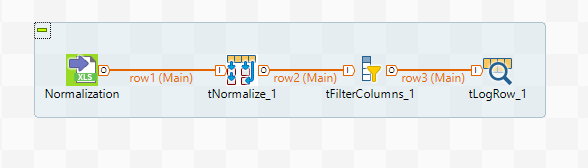 XLS
row1 (Main)
row2 (Main)
row3 (Main)
Normalization
tNormalize_1
tFilterColumns_1
tLogRow_1